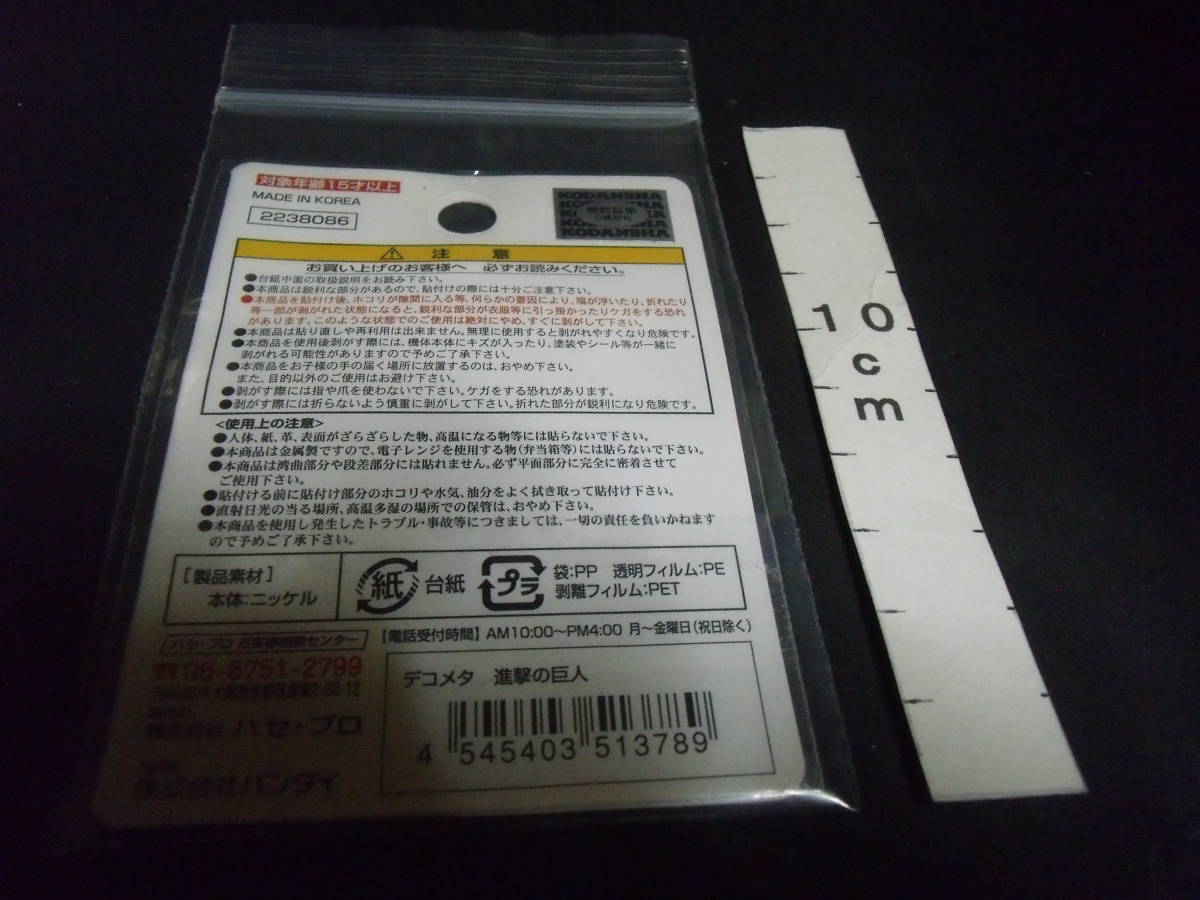 対象年齢15才以上
MADE IN KOREA
2238086
KODANSHA
KODANSHA
⚠ 注 意
お買い上げのお客様へ 必ずお読みください。
●台紙中面の取扱説明をお読み下さい。
●本商品は鋭利な部分があるので、貼付けの際には十分ご注意下さい。
●本商品を貼付け後、ホコリが隙間に入る等、何らかの要因により、端が浮いたり、折れたり
等一部が剥がれた状態になると、鋭利な部分が衣服等に引っ掛かったりケガをする恐れ
があります。このような状態でのご使用は絶対にやめ、すぐに剥がして下さい。
●本商品は貼り直しや再利用は出来ません。無理に使用すると剥がれやすくなり危険です。
●本商品を使用後剥がす際には、機体本体にキズが入ったり、塗装やシール等が一緒に
剥がれる可能性がありますので予めご了承下さい。
●本商品をお子様の手の届く場所に放置するのは、おやめ下さい。
また、目的以外のご使用はお避け下さい。
●剥がす際には指や爪を使わないで下さい。ケガをする恐れがあります。
●剥がす際には折らないよう慎重に剥がして下さい。折れた部分が鋭利になり危険です。
<使用上の注意>
●人体、紙、革、表面がざらざらした物、高温になる物等には貼らないで下さい。
●本商品は金属製ですので、電子レンジを使用する物(弁当箱等)には貼らないで下さい。
●本商品は湾曲部分や段差部分には貼れません。必ず平面部分に完全に密着させて
ご使用下さい。
●貼付ける前に貼付け部分のホコリや水気、油分をよく拭き取って貼付け下さい。
●直射日光の当る場所、高温多湿の場所での保管は、おやめ下さい。
●本商品を使用し発生したトラブル・事故等につきましては、一切の責任を負いかねます
ので予めご了承下さい。
[製品素材]
本体:ニッケル
紙 台紙
プラ 袋:PP 透明フィルム:PE
剥離フィルム:PET
ハセ・プロ お客様相談センター
【電話受付時間】 AM10:00〜PM4:00 月〜金曜日(祝日除く)
☎06-6751-2799
株式会社 ハセ・プロ
株式会社バンダイ
デコメタ 進撃の巨人
4 545403 513789
10
c
m